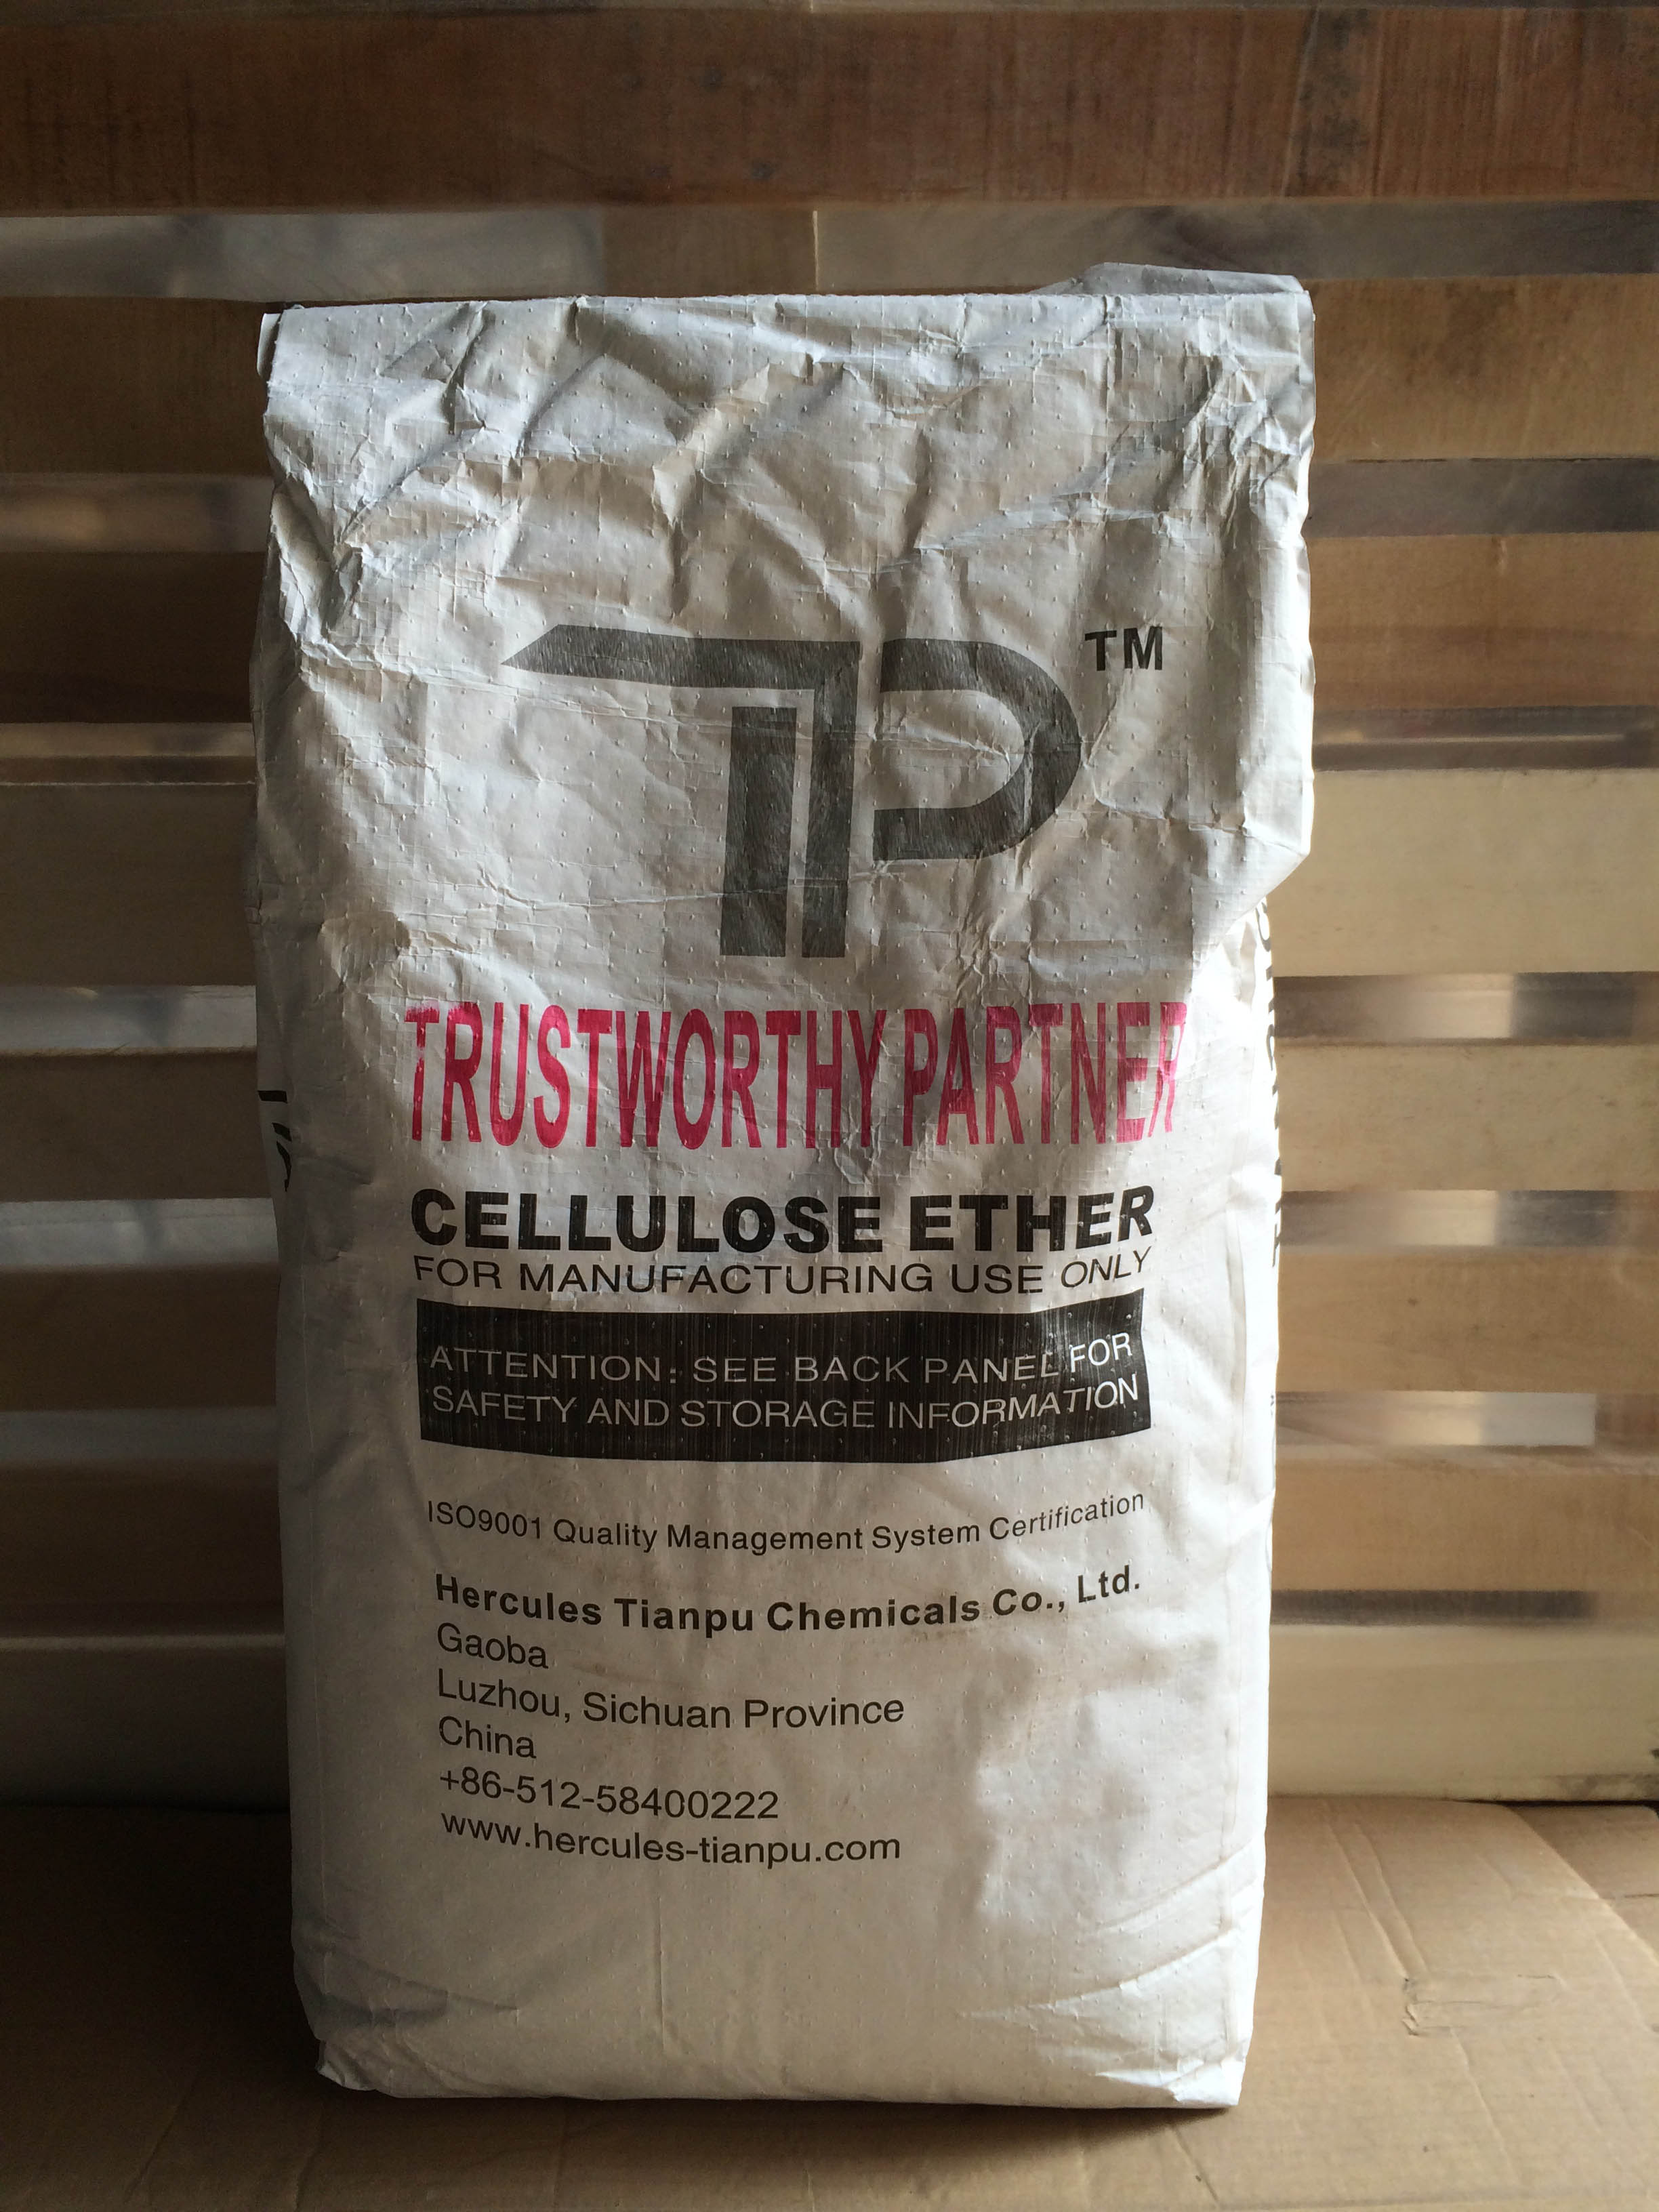 TP™
TRUSTWORTHY PARTNER
CELLULOSE ETHER
FOR MANUFACTURING USE ONLY
ATTENTION: SEE BACK PANEL FOR
SAFETY AND STORAGE INFORMATION
ISO9001 Quality Management System Certification
Hercules Tianpu Chemicals Co., Ltd.
Gaoba
Luzhou, Sichuan Province
China
+86-512-58400222
www.hercules-tianpu.com